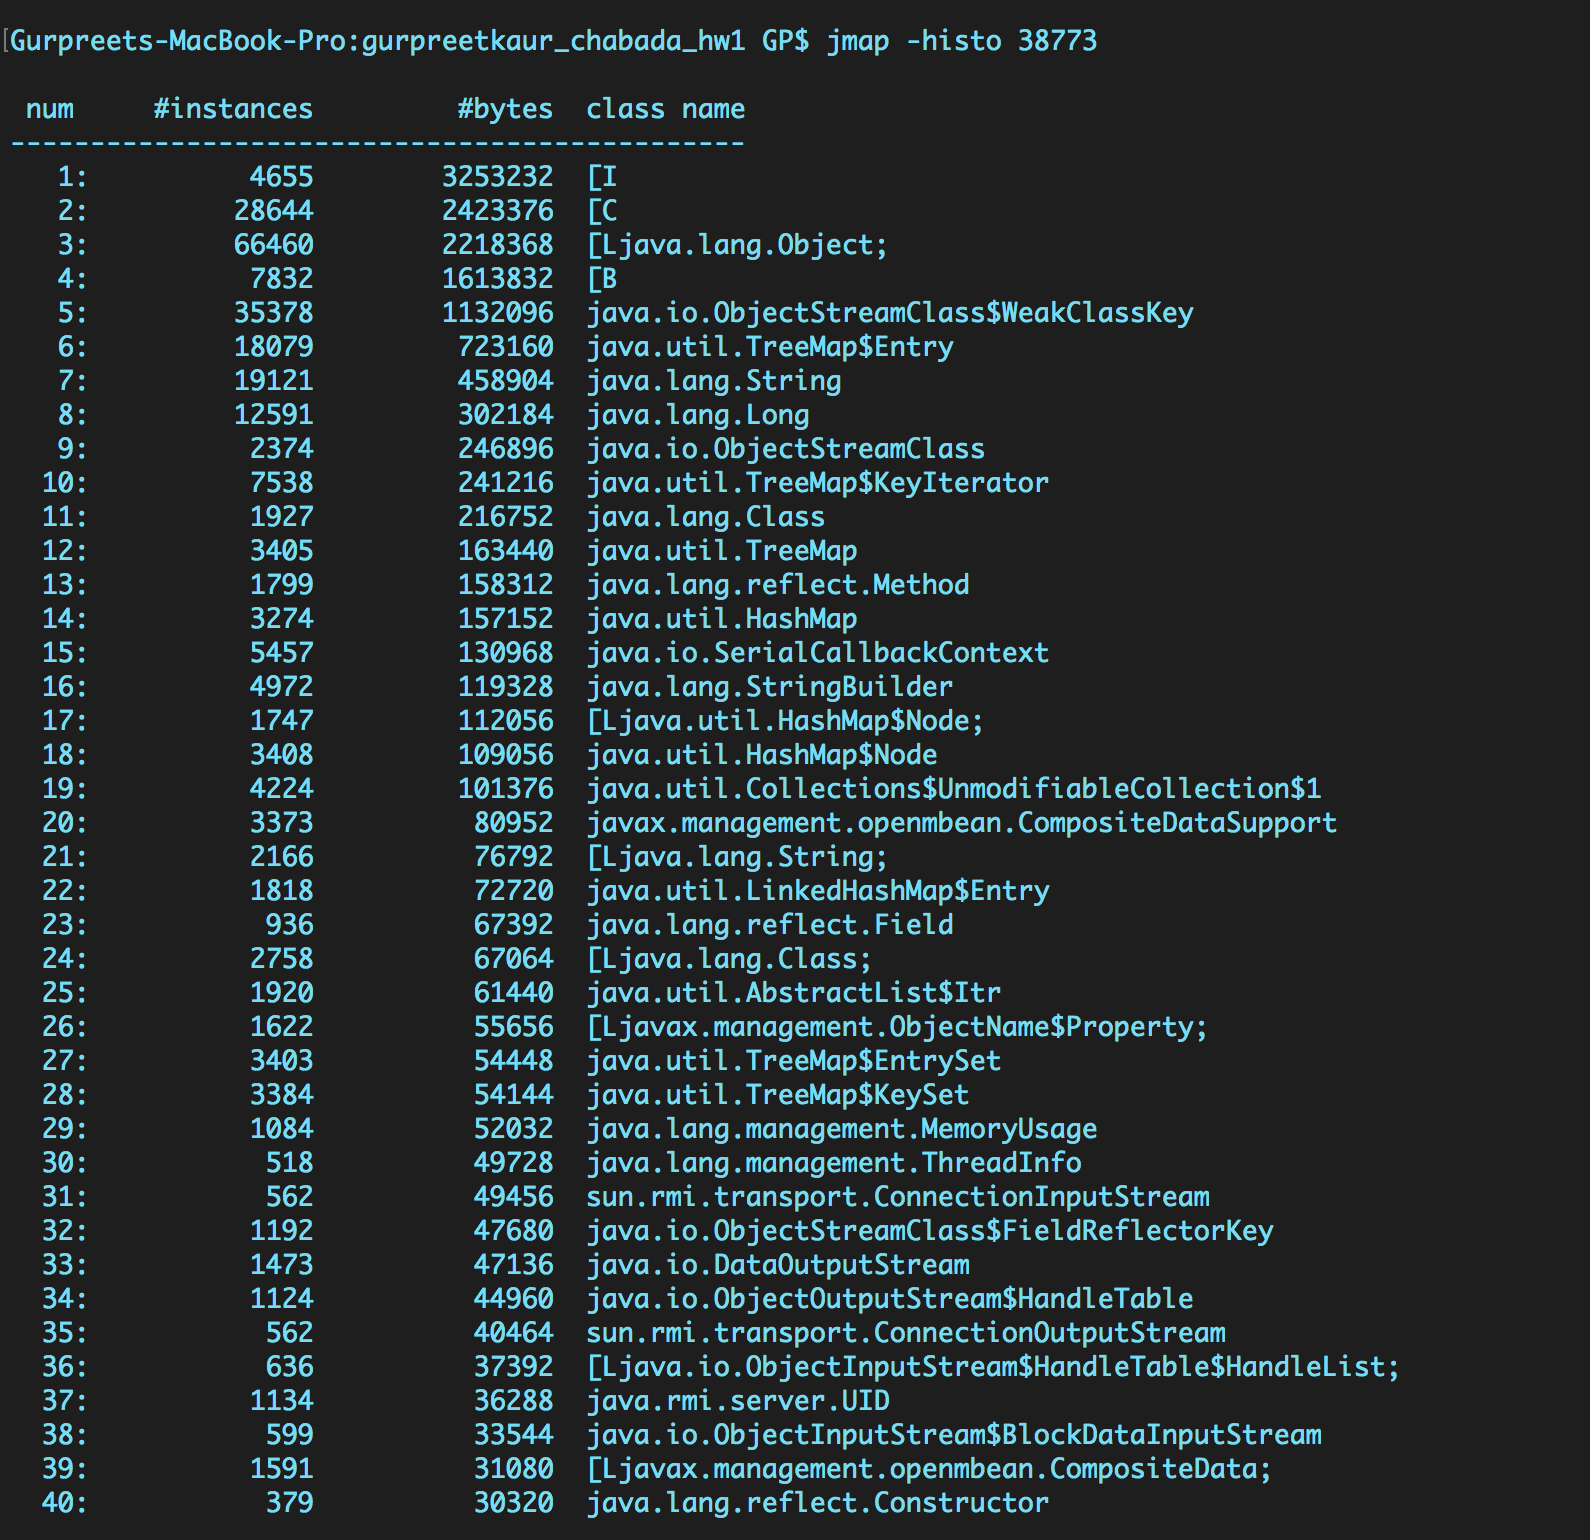 [Gurpreets-MacBook-Pro:gurpreetkaur_chabada_hw1 GP$ jmap -histo 38773
 num     #instances         #bytes  class name
----------------------------------------------
   1:          4655        3253232  [I
   2:         28644        2423376  [C
   3:         66460        2218368  [Ljava.lang.Object;
   4:          7832        1613832  [B
   5:         35378        1132096  java.io.ObjectStreamClass$WeakClassKey
   6:         18079         723160  java.util.TreeMap$Entry
   7:         19121         458904  java.lang.String
   8:         12591         302184  java.lang.Long
   9:          2374         246896  java.io.ObjectStreamClass
  10:          7538         241216  java.util.TreeMap$KeyIterator
  11:          1927         216752  java.lang.Class
  12:          3405         163440  java.util.TreeMap
  13:          1799         158312  java.lang.reflect.Method
  14:          3274         157152  java.util.HashMap
  15:          5457         130968  java.io.SerialCallbackContext
  16:          4972         119328  java.lang.StringBuilder
  17:          1747         112056  [Ljava.util.HashMap$Node;
  18:          3408         109056  java.util.HashMap$Node
  19:          4224         101376  java.util.Collections$UnmodifiableCollection$1
  20:          3373          80952  javax.management.openmbean.CompositeDataSupport
  21:          2166          76792  [Ljava.lang.String;
  22:          1818          72720  java.util.LinkedHashMap$Entry
  23:           936          67392  java.lang.reflect.Field
  24:          2758          67064  [Ljava.lang.Class;
  25:          1920          61440  java.util.AbstractList$Itr
  26:          1622          55656  [Ljavax.management.ObjectName$Property;
  27:          3403          54448  java.util.TreeMap$EntrySet
  28:          3384          54144  java.util.TreeMap$KeySet
  29:          1084          52032  java.lang.management.MemoryUsage
  30:           518          49728  java.lang.management.ThreadInfo
  31:           562          49456  sun.rmi.transport.ConnectionInputStream
  32:          1192          47680  java.io.ObjectStreamClass$FieldReflectorKey
  33:          1473          47136  java.io.DataOutputStream
  34:          1124          44960  java.io.ObjectOutputStream$HandleTable
  35:           562          40464  sun.rmi.transport.ConnectionOutputStream
  36:           636          37392  [Ljava.io.ObjectInputStream$HandleTable$HandleList;
  37:          1134          36288  java.rmi.server.UID
  38:           599          33544  java.io.ObjectInputStream$BlockDataInputStream
  39:          1591          31080  [Ljavax.management.openmbean.CompositeData;
  40:           379          30320  java.lang.reflect.Constructor